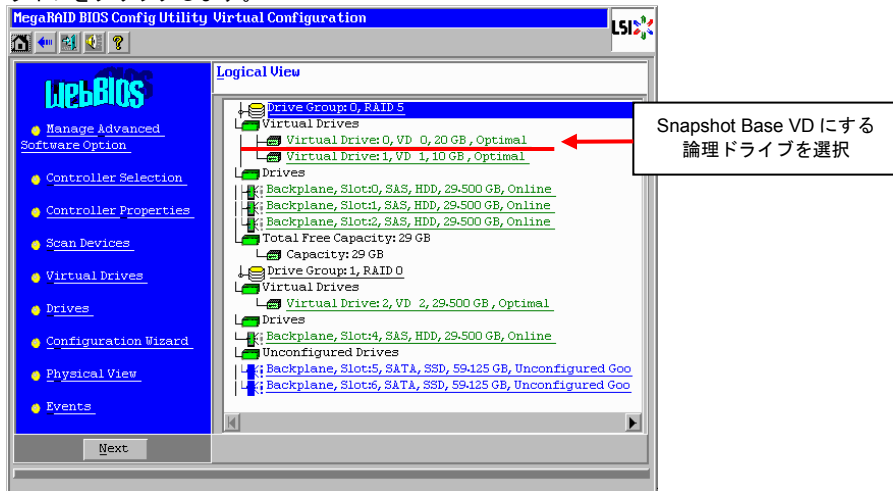 MegaRAID BIOS Config Utility Virtual Configuration
LSI
WebBIOS
Logical View
Manage Advanced
Software Option
Controller Selection
Controller Properties
Scan Devices
Virtual Drives
Drives
Configuration Wizard
Physical View
Events
Next
Drive Group: 0, RAID 5
Virtual Drives
Virtual Drive: 0, VD 0, 20 GB , Optimal
Virtual Drive: 1, VD 1, 10 GB , Optimal
Drives
Backplane, Slot:0, SAS, HDD, 29.500 GB, Online
Backplane, Slot:1, SAS, HDD, 29.500 GB, Online
Backplane, Slot:2, SAS, HDD, 29.500 GB, Online
Total Free Capacity: 29 GB
Capacity: 29 GB
Drive Group: 1, RAID 0
Virtual Drives
Virtual Drive: 2, VD 2, 29.500 GB , Optimal
Drives
Backplane, Slot:4, SAS, HDD, 29.500 GB, Online
Unconfigured Drives
Backplane, Slot:5, SATA, SSD, 59.125 GB, Unconfigured Goo
Backplane, Slot:6, SATA, SSD, 59.125 GB, Unconfigured Goo
Snapshot Base VD にする
論理ドライブを選択